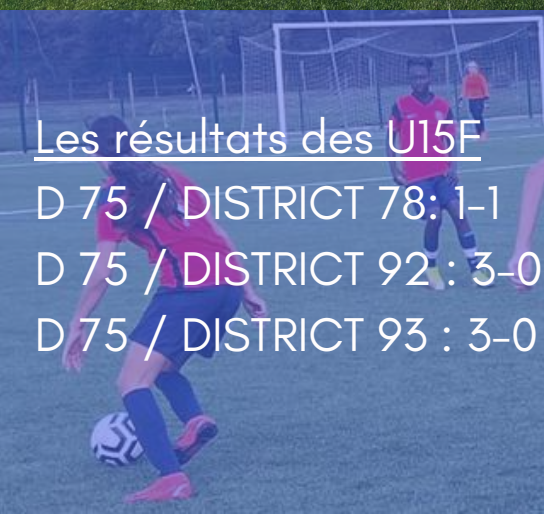 Les résultats des U15F
D 75 / DISTRICT 78: 1-1
D 75 / DISTRICT 92 : 3-0
D 75 / DISTRICT 93 : 3-0